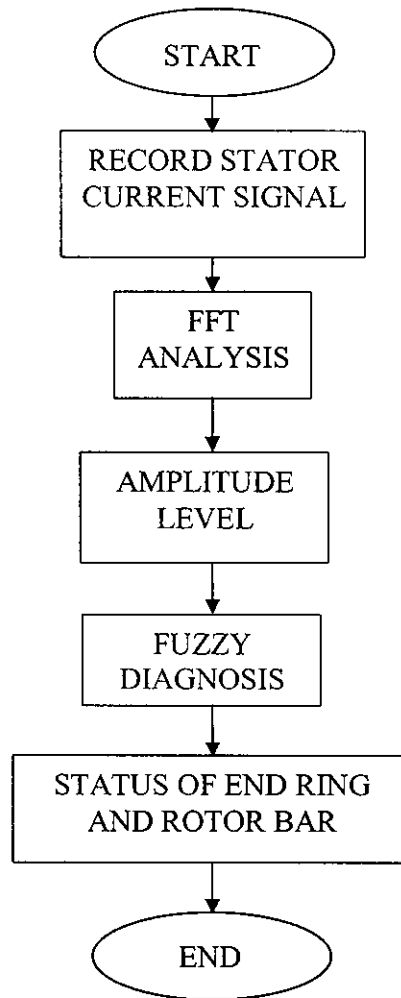 START
RECORD STATOR
CURRENT SIGNAL
FFT
ANALYSIS
AMPLITUDE
LEVEL
FUZZY
DIAGNOSIS
STATUS OF END RING
AND ROTOR BAR
END